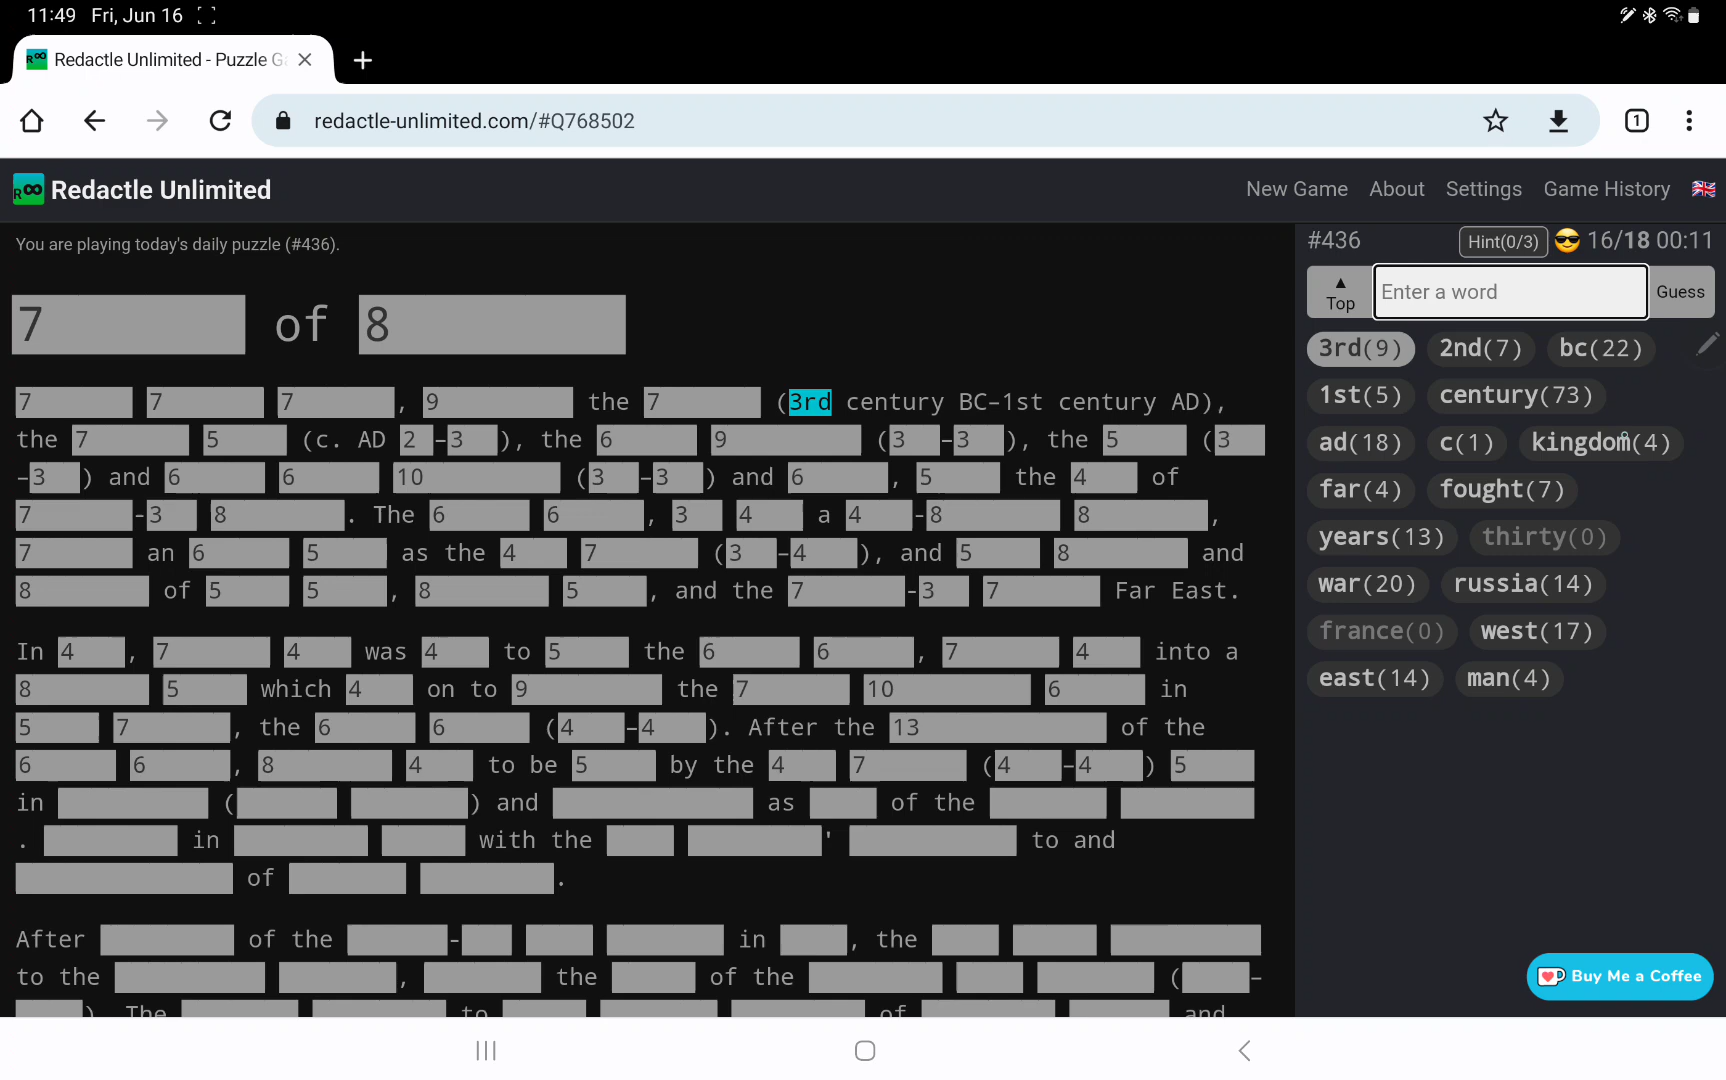 11:49 Fri, Jun 16
Redactle Unlimited - Puzzle G
redactle-unlimited.com/#Q768502
1
R∞ Redactle Unlimited
New Game About Settings Game History
You are playing today's daily puzzle (#436).
#436 Hint(0/3) 16/18 00:11
▲ Top Enter a word Guess
3rd(9) 2nd(7) bc(22)
1st(5) century(73)
ad(18) c(1) kingdom(4)
far(4) fought(7)
years(13) thirty(0)
war(20) russia(14)
france(0) west(17)
east(14) man(4)
7 of 8
7 7 7, 9 the 7 (3rd century BC–1st century AD),
the 7 5 (c. AD 2–3), the 6 9 (3–3), the 5 (3
–3) and 6 6 10 (3–3) and 6, 5 the 4 of
7-3 8. The 6 6, 3 4 a 4-8 8,
7 an 6 5 as the 4 7 (3–4), and 5 8 and
8 of 5 5, 8 5, and the 7-3 7 Far East.
In 4, 7 4 was 4 to 5 the 6 6, 7 4 into a
8 5 which 4 on to 9 the 7 10 6 in
5 7, the 6 6 (4–4). After the 13 of the
6 6, 8 4 to be 5 by the 4 7 (4–4) 5
in ( ) and as of the
. in with the ' to and
of .
After of the - in , the
to the , the of the ( –
). The to of and
Buy Me a Coffee